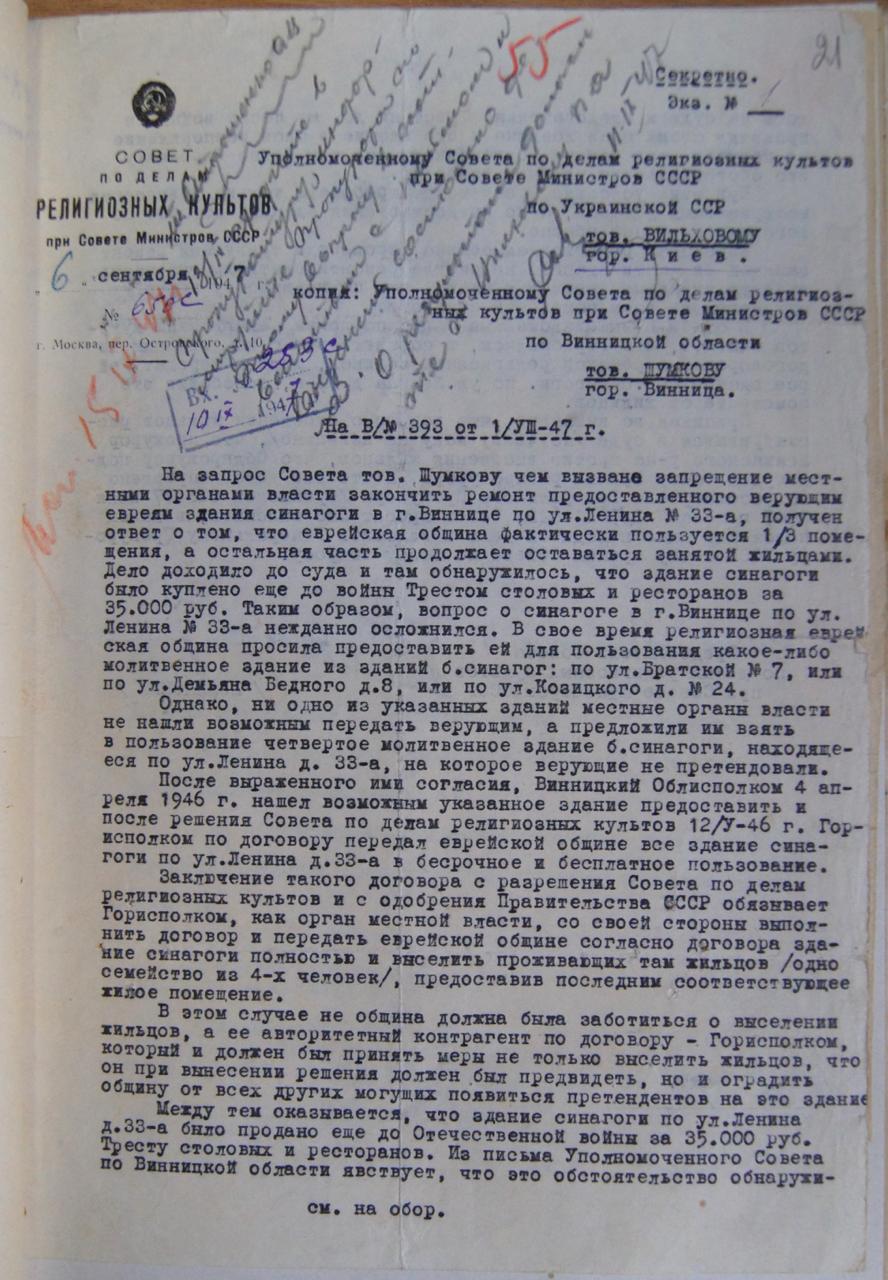 21
55
Секретно.
Экз. № 1
СОВЕТ
ПО ДЕЛАМ
РЕЛИГИОЗНЫХ КУЛЬТОВ
при Совете Министров СССР
"6" сентября 1947 г.
№ 650с
г. Москва, пер. Островского, д. 10.
Уполномоченному Совета по делам религиозных культов
при Совете Министров СССР
по Украинской ССР
тов. ВИЛЬХОВОМУ
гор. Киев.
копия: Уполномоченному Совета по делам религиоз-
ных культов при Совете Министров СССР
по Винницкой области
тов. ШУМКОВУ
гор. Винница.
Вх. 253с
10 IX 1947
На В/№ 393 от 1/УШ-47 г.
На запрос Совета тов. Шумкову чем вызвано запрещение мест-
ными органами власти закончить ремонт предоставленного верующим
евреям здания синагоги в г.Виннице по ул.Ленина № 33-а, получен
ответ о том, что еврейская община фактически пользуется 1/3 поме-
щения, а остальная часть продолжает оставаться занятой жильцами.
Дело доходило до суда и там обнаружилось, что здание синагоги
было куплено еще до войны Трестом столовых и ресторанов за
35.000 руб. Таким образом, вопрос о синагоге в г.Виннице по ул.
Ленина № 33-а нежданно осложнился. В свое время религиозная еврей
ская община просила предоставить ей для пользования какое-либо
молитвенное здание из зданий б.синагог: по ул.Братской № 7, или
по ул.Демьяна Бедного д.8, или по ул.Козицкого д. № 24.
Однако, ни одно из указанных зданий местные органы власти
не нашли возможным передать верующим, а предложили им взять
в пользование четвертое молитвенное здание б.синагоги, находяще-
еся по ул.Ленина д. 33-а, на которое верующие не претендовали.
После выраженного ими согласия, Винницкий Облисполком 4 ап-
реля 1946 г. нашел возможным указанное здание предоставить и
после решения Совета по делам религиозных культов 12/У-46 г. Гор-
исполком по договору передал еврейской общине все здание сина-
гоги по ул.Ленина д.33-а в бесрочное и бесплатное пользование.
Заключение такого договора с разрешения Совета по делам
религиозных культов и с одобрения Правительства СССР обязывает
Горисполком, как орган местной власти, со своей стороны выпол-
нить договор и передать еврейской общине согласно договора зда-
ние синагоги полностью и выселить проживающих там жильцов /одно
семейство из 4-х человек/, предоставив последним соответствующее
жилое помещение.
В этом случае не община должна была заботиться о выселении
жильцов, а ее авторитетный контрагент по договору - Горисполком,
который и должен был принять меры не только выселить жильцов, что
он при вынесении решения должен был предвидеть, но и оградить
общину от всех других могущих появиться претендентов на это здание
Между тем оказывается, что здание синагоги по ул.Ленина
д.33-а было продано еще до Отечественной войны за 35.000 руб.
Тресту столовых и ресторанов. Из письма Уполномоченного Совета
по Винницкой области явствует, что это обстоятельство обнаружи-
см. на обор.